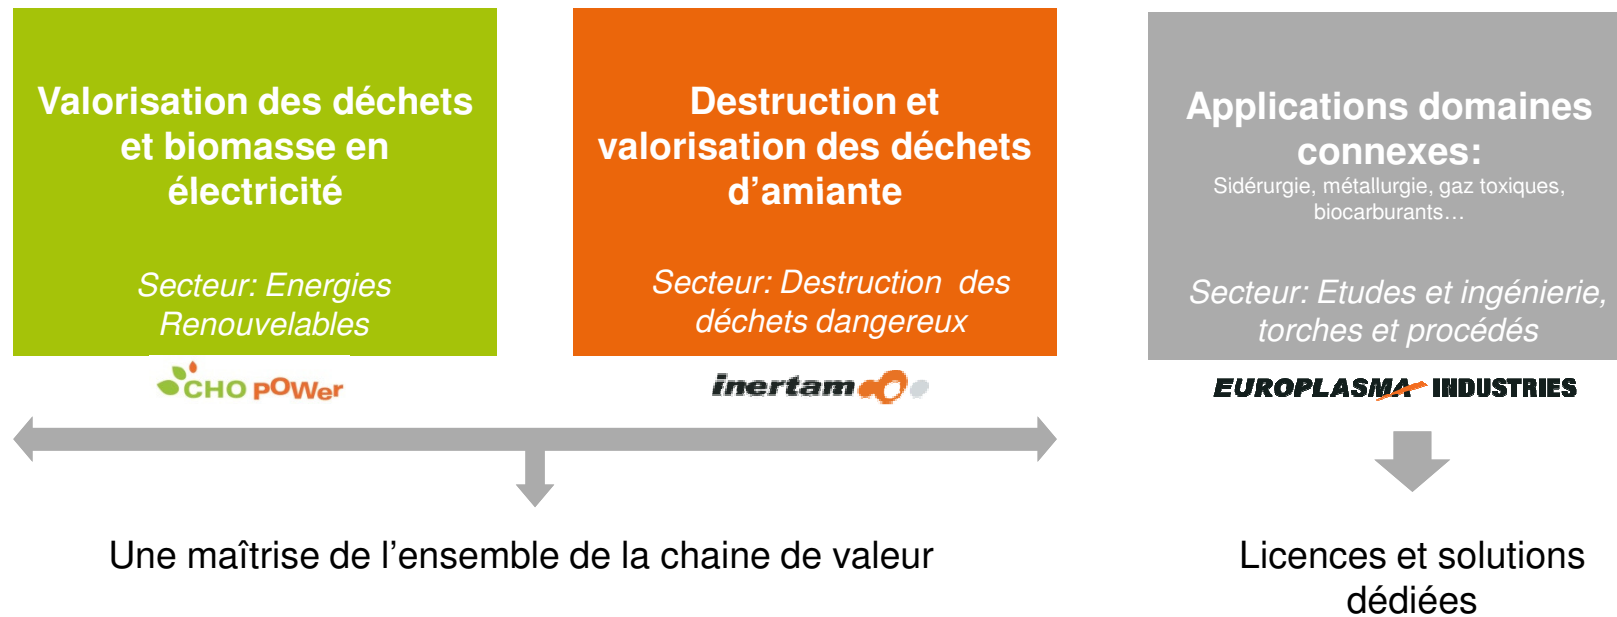 Valorisation des déchets
et biomasse en
électricité
Secteur: Energies
Renouvelables
CHO POWer
Destruction et
valorisation des déchets
d’amiante
Secteur: Destruction des
déchets dangereux
inertam
Applications domaines
connexes:
Sidérurgie, métallurgie, gaz toxiques,
biocarburants…
Secteur: Etudes et ingénierie,
torches et procédés
EUROPLASMA INDUSTRIES
Une maîtrise de l’ensemble de la chaine de valeur
Licences et solutions
dédiées